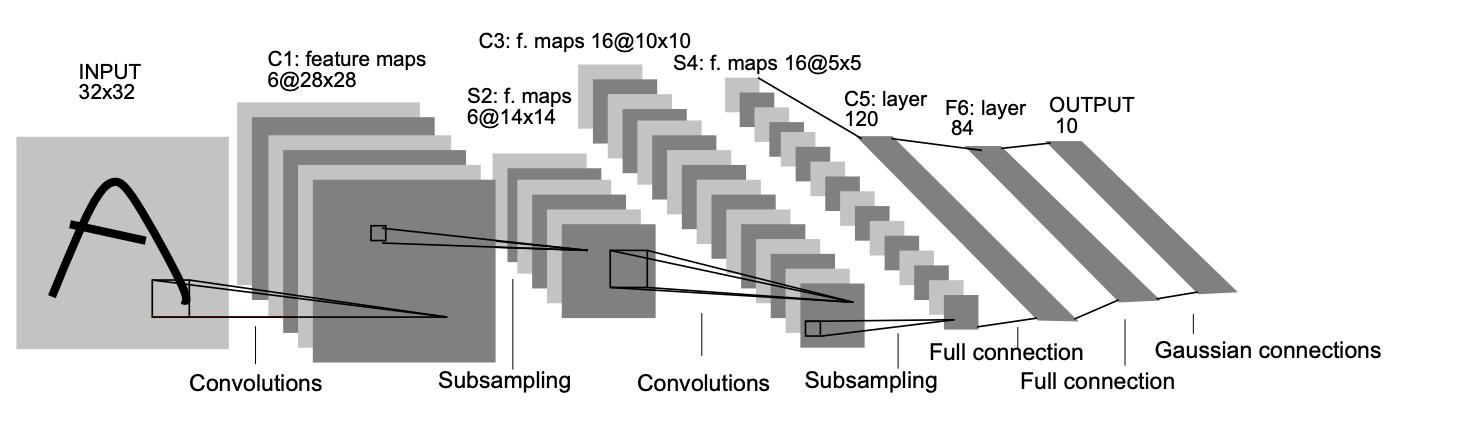 INPUT
32x32
C1: feature maps
6@28x28
S2: f. maps
6@14x14
C3: f. maps 16@10x10
S4: f. maps 16@5x5
C5: layer
120
F6: layer
84
OUTPUT
10
Convolutions
Subsampling
Convolutions
Subsampling
Full connection
Full connection
Gaussian connections